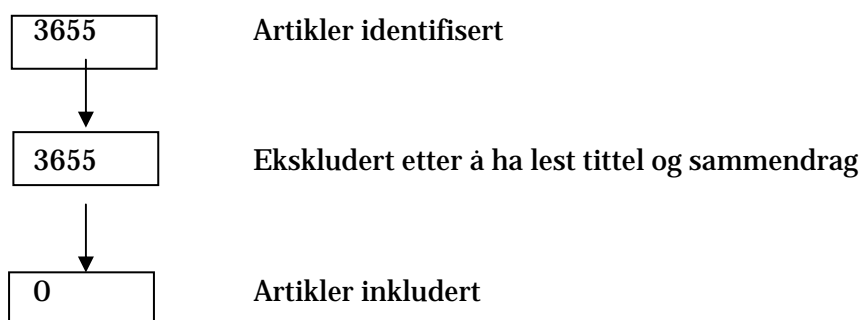 3655 Artikler identifisert
3655 Ekskludert etter å ha lest tittel og sammendrag
0 Artikler inkludert